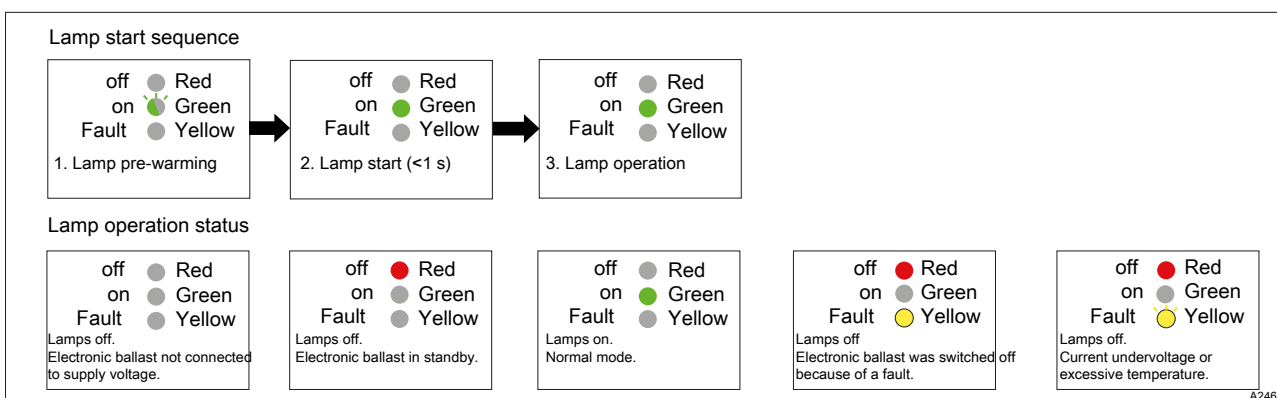 Lamp start sequence
off Red
on Green
Fault Yellow
1. Lamp pre-warming
off Red
on Green
Fault Yellow
2. Lamp start (<1 s)
off Red
on Green
Fault Yellow
3. Lamp operation
Lamp operation status
off Red
on Green
Fault Yellow
Lamps off.
Electronic ballast not connected
to supply voltage.
off Red
on Green
Fault Yellow
Lamps off.
Electronic ballast in standby.
off Red
on Green
Fault Yellow
Lamps on.
Normal mode.
off Red
on Green
Fault Yellow
Lamps off
Electronic ballast was switched off
because of a fault.
off Red
on Green
Fault Yellow
Lamps off.
Current undervoltage or
excessive temperature.